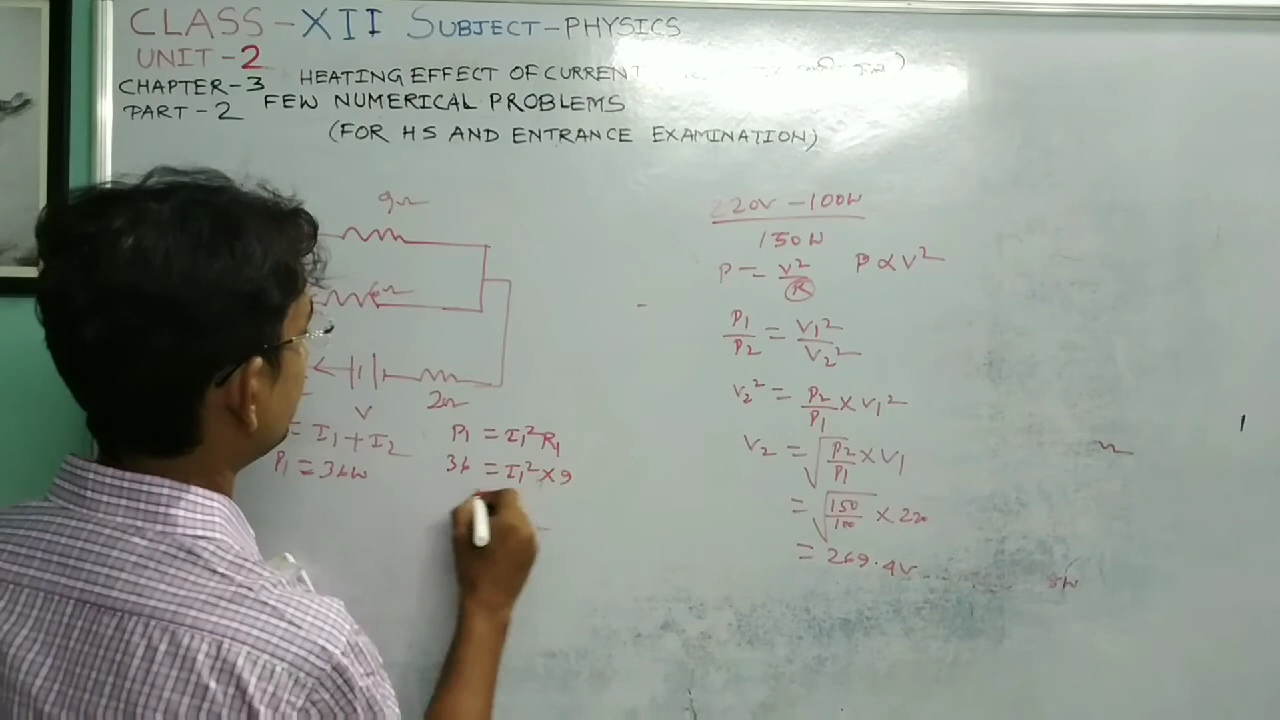 CLASS-XII SUBJECT-PHYSICS
UNIT-2
CHAPTER-3 HEATING EFFECT OF CURRENT
PART-2 FEW NUMERICAL PROBLEMS
(FOR HS AND ENTRANCE EXAMINATION)
9Ω
6Ω
V 2Ω
= I₁ + I₂
P₁ = 36W
P₁ = I₁²R₁
36 = I₁² × 9
220V - 100W
150W
P = V²/R P ∝ V²
P₁/P₂ = V₁²/V₂²
V₂² = P₂/P₁ × V₁²
V₂ = √(P₂/P₁) × V₁
= √(150/100) × 220
= 269.4V